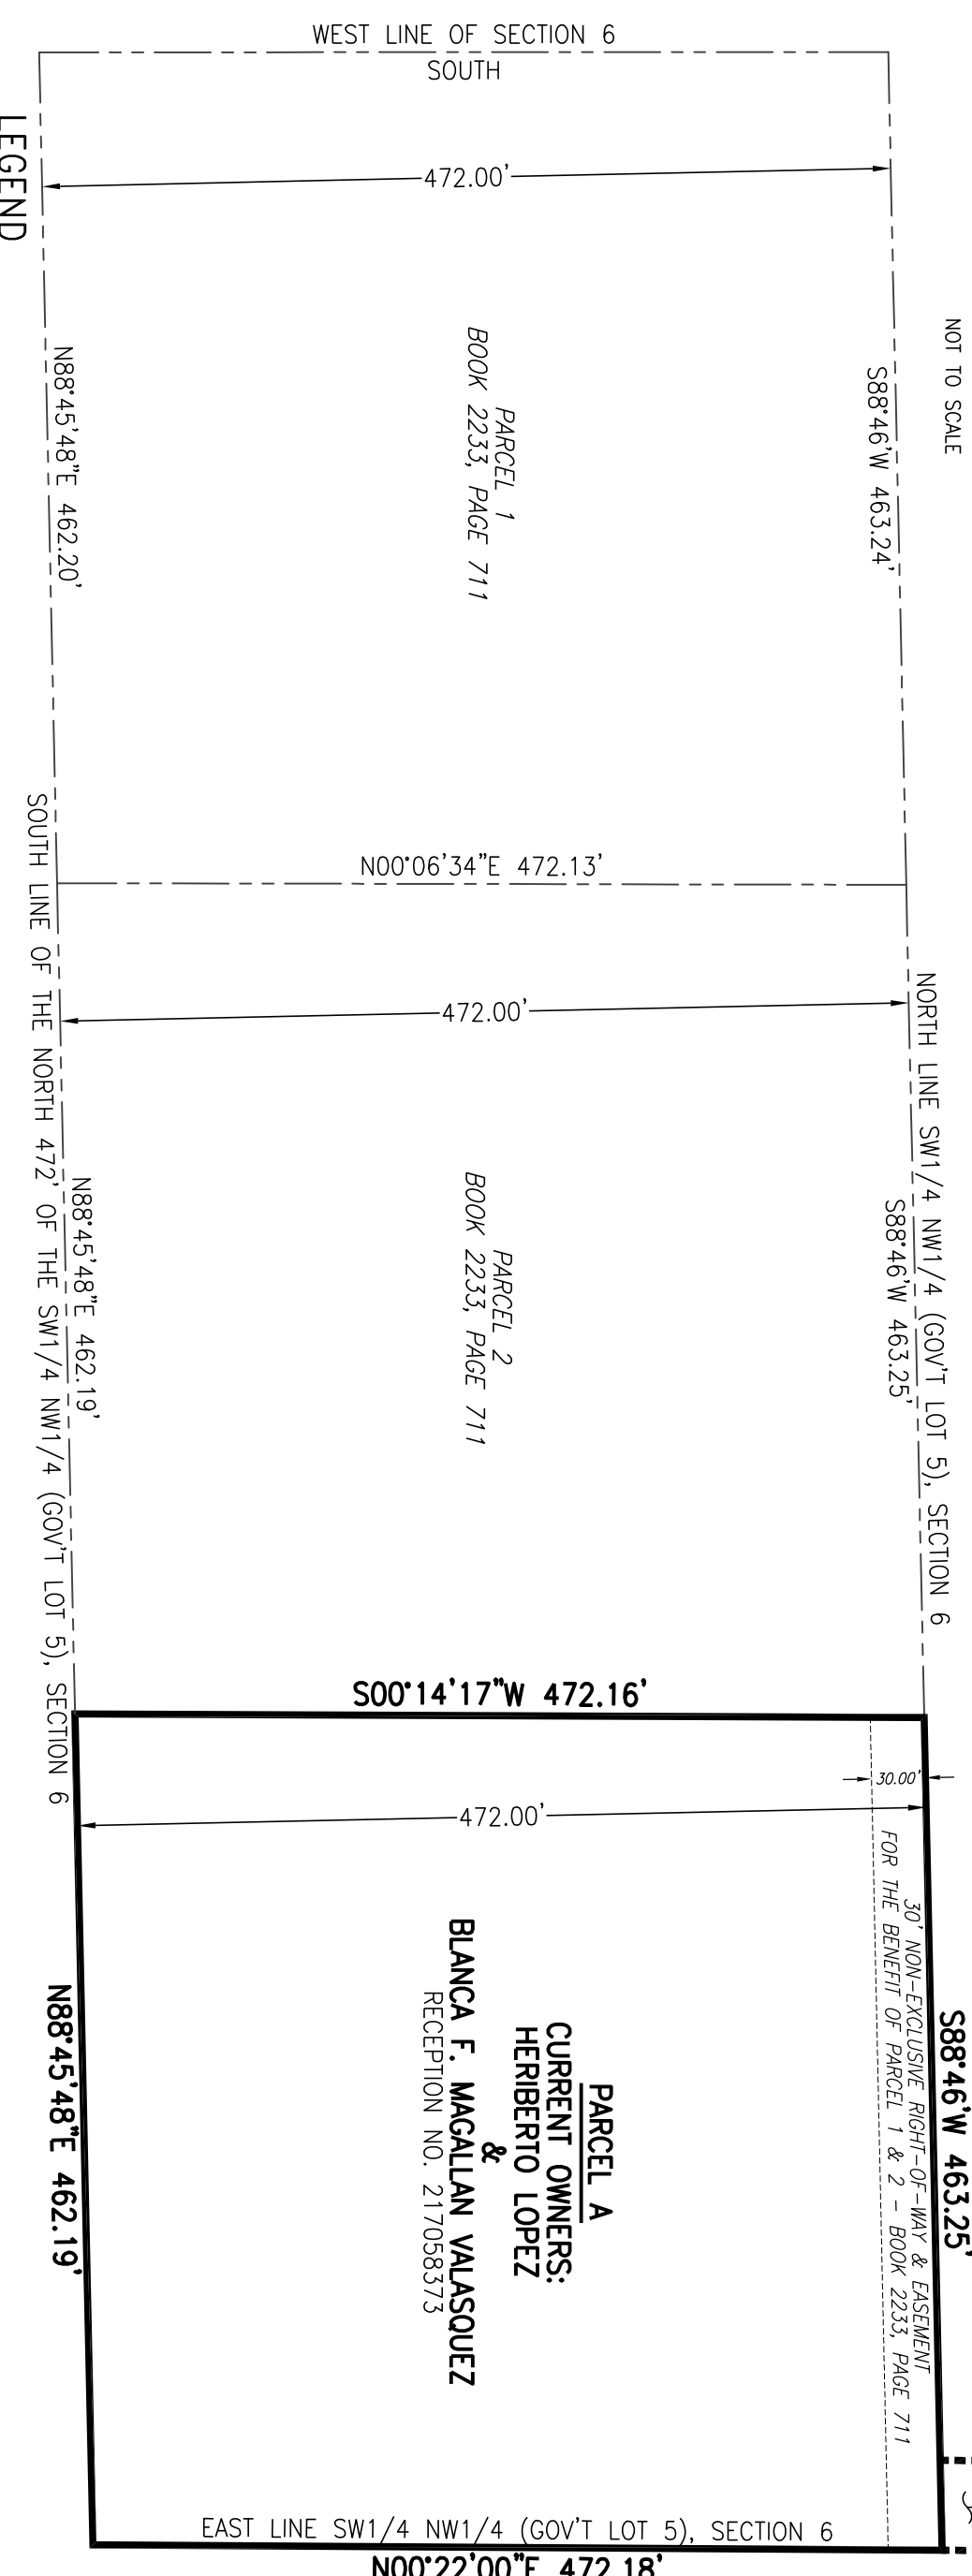 WEST LINE OF SECTION 6
SOUTH
LEGEND
NOT TO SCALE
472.00'
S88°46'W 463.24'
PARCEL 1
BOOK 2233, PAGE 711
N88°45'48"E 462.20'
N00°06'34"E 472.13'
NORTH LINE SW1/4 NW1/4 (GOV'T LOT 5), SECTION 6
472.00'
S88°46'W 463.25'
PARCEL 2
BOOK 2233, PAGE 711
N88°45'48"E 462.19'
SOUTH LINE OF THE NORTH 472' OF THE SW1/4 NW1/4 (GOV'T LOT 5), SECTION 6
S00°14'17"W 472.16'
30.00'
472.00'
S88°46'W 463.25'
30' NON-EXCLUSIVE RIGHT-OF-WAY & EASEMENT
FOR THE BENEFIT OF PARCEL 1 & 2 - BOOK 2233, PAGE 711
PARCEL A
CURRENT OWNERS:
HERIBERTO LOPEZ
&
BLANCA F. MAGALLAN VALASQUEZ
RECEPTION NO. 217058373
N88°45'48"E 462.19'
EAST LINE SW1/4 NW1/4 (GOV'T LOT 5), SECTION 6
N00°22'00"E 472.18'